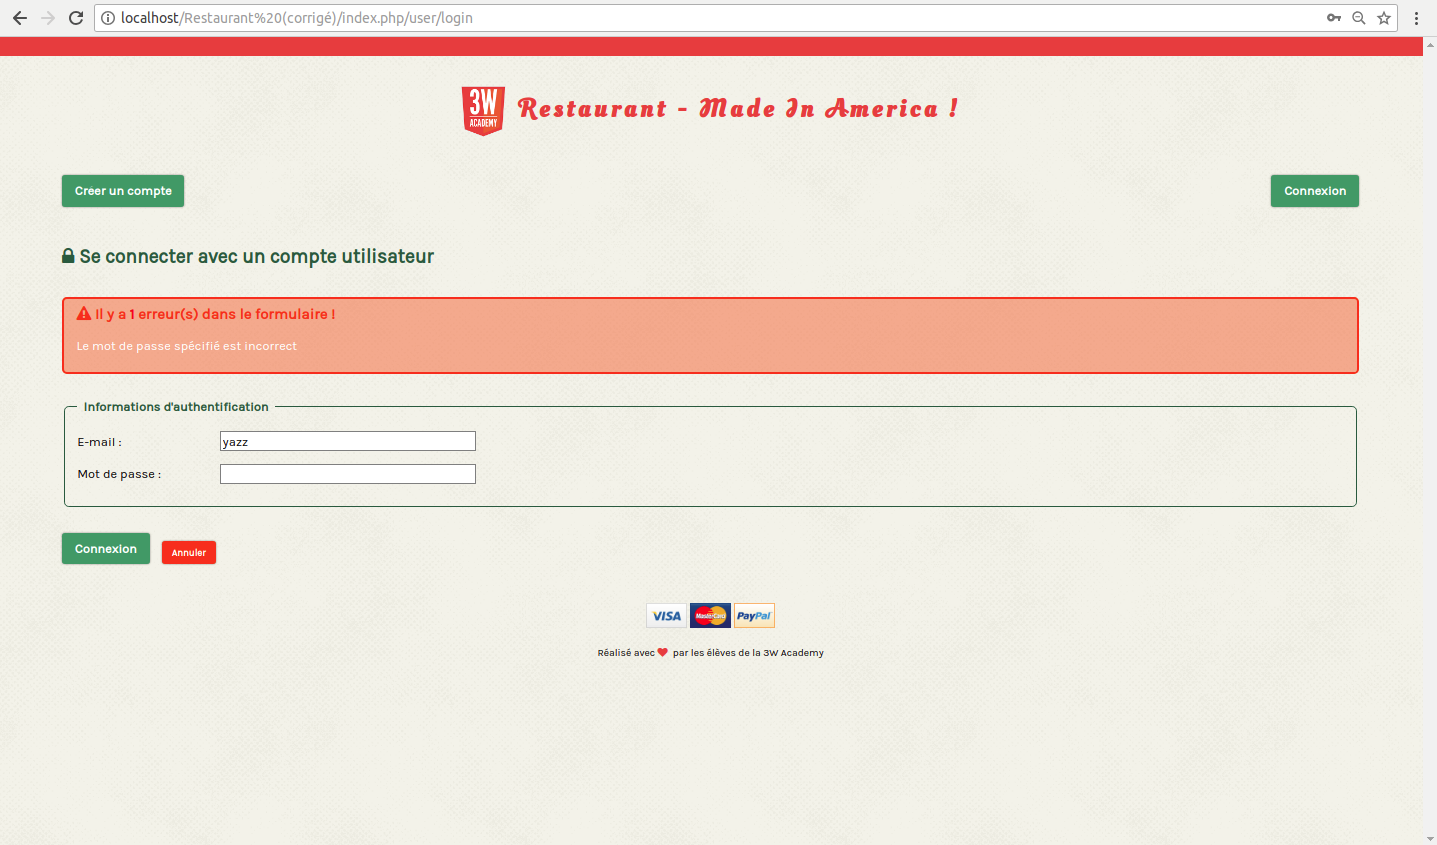 localhost/Restaurant%20(corrigé)/index.php/user/login
3W
ACADEMY
Restaurant - Made In America !
Créer un compte
Connexion
Se connecter avec un compte utilisateur
Il y a 1 erreur(s) dans le formulaire !
Le mot de passe spécifié est incorrect
Informations d'authentification
E-mail :
yazz
Mot de passe :
Connexion
Annuler
VISA
MasterCard
PayPal
Réalisé avec par les élèves de la 3W Academy